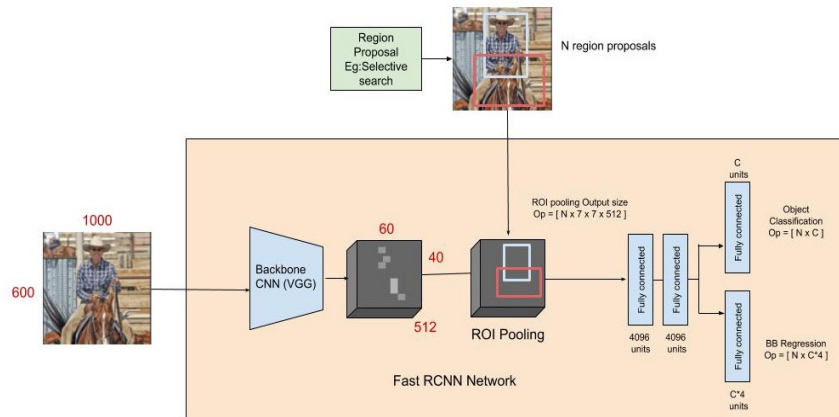 Region
Proposal
Eg:Selective
search
N region proposals
1000
600
Backbone
CNN (VGG)
60
40
512
ROI pooling Output size
Op = [ N x 7 x 7 x 512 ]
ROI Pooling
Fully connected
4096
units
Fully connected
4096
units
C
units
Fully connected
Object
Classification
Op = [ N x C ]
Fully connected
C*4
units
BB Regression
Op = [ N x C*4 ]
Fast RCNN Network